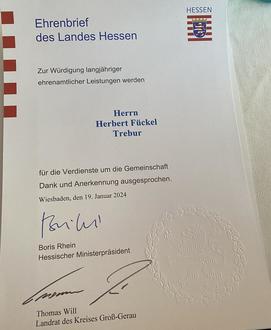 Ehrenbrief
des Landes Hessen
HESSEN
Zur Würdigung langjähriger
ehrenamtlicher Leistungen werden
Herrn
Herbert Fückel
Trebur
für die Verdienste um die Gemeinschaft
Dank und Anerkennung ausgesprochen.
Wiesbaden, den 19. Januar 2024
Boris Rhein
Hessischer Ministerpräsident
Thomas Will
Landrat des Kreises Groß-Gerau